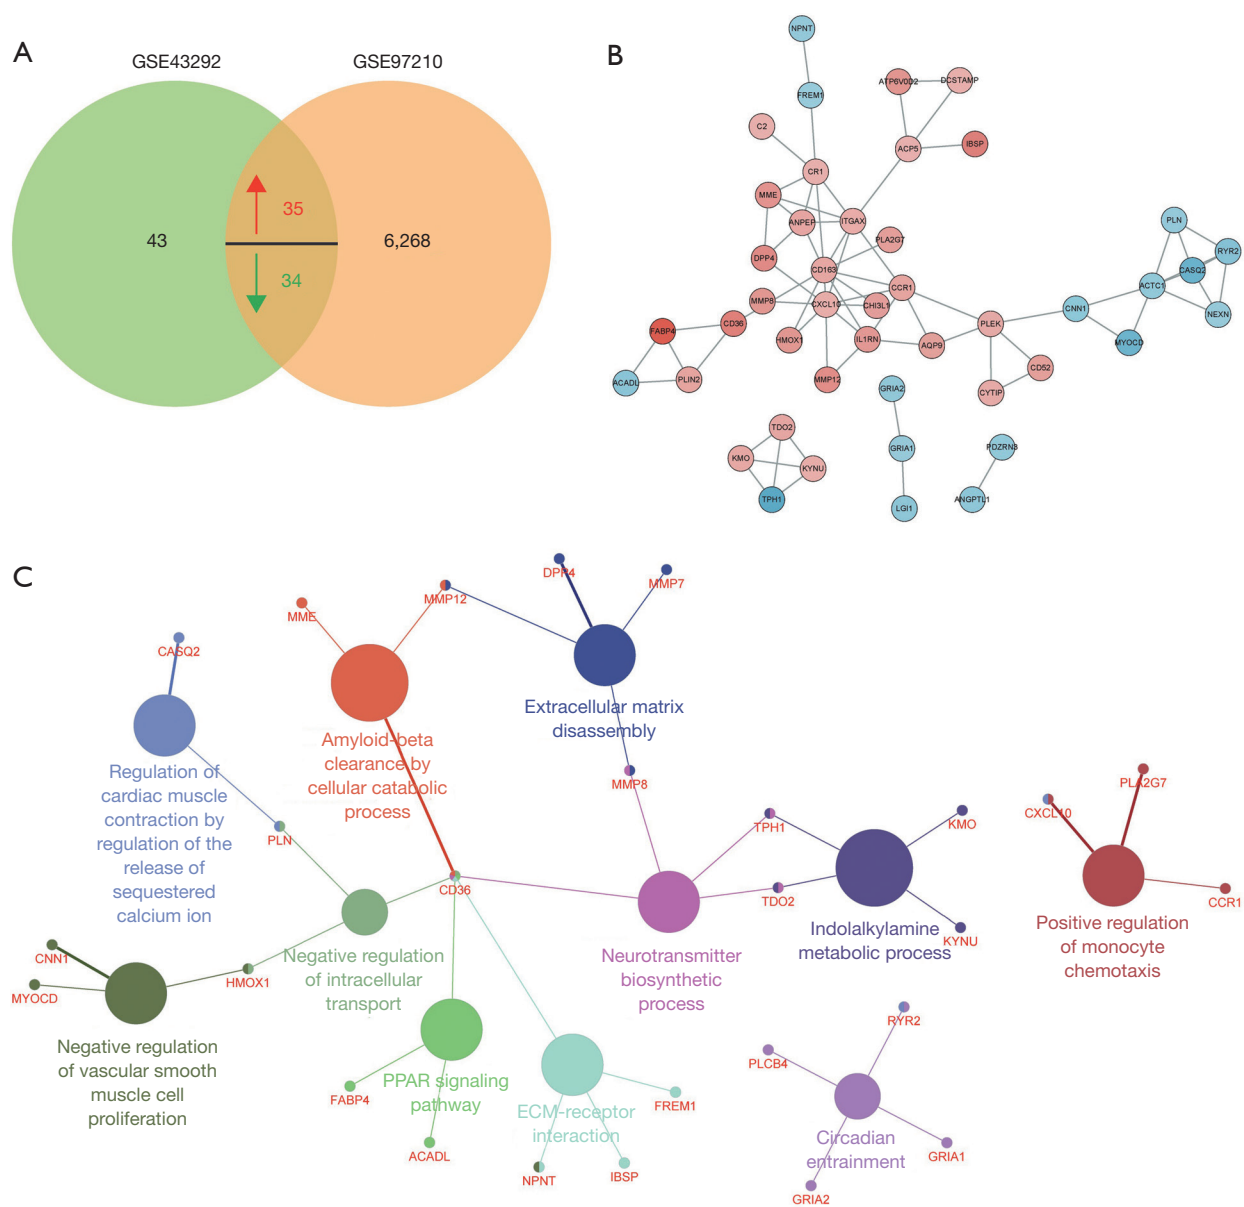 A
GSE43292
GSE97210
43
35
34
6,268
B
NPNT
FREM1
C2
CR1
ATP6V0D2
DCSTAMP
ACP5
IBSP
MME
ANPEP
ITGAX
DPP4
PLA2G7
CD163
CCR1
MMP8
CXCL10
CHI3L1
FABP4
CD36
HMOX1
IL1RN
AQP9
PLEK
ACADL
PLIN2
MMP12
CD52
CYTIP
PLN
RYR2
CASQ2
ACTC1
CNN1
NEXN
MYOCD
GRIA2
GRIA1
LGI1
PDZRN3
ANGPTL1
TDO2
KMO
KYNU
TPH1
C
DPP4
MMP7
MMP12
MME
CASQ2
Extracellular matrix
disassembly
Amyloid-beta
clearance by
cellular catabolic
process
Regulation of
cardiac muscle
contraction by
regulation of the
release of
sequestered
calcium ion
MMP8
PLN
TPH1
KMO
PLA2G7
CXCL10
CD36
TDO2
CCR1
Indolalkylamine
metabolic process
KYNU
Positive regulation
of monocyte
chemotaxis
Negative regulation
of intracellular
transport
Neurotransmitter
biosynthetic
process
CNN1
MYOCD
HMOX1
Negative regulation
of vascular smooth
muscle cell
proliferation
PPAR signaling
pathway
FABP4
ACADL
ECM-receptor
interaction
FREM1
NPNT
IBSP
RYR2
PLCB4
Circadian
entrainment
GRIA1
GRIA2